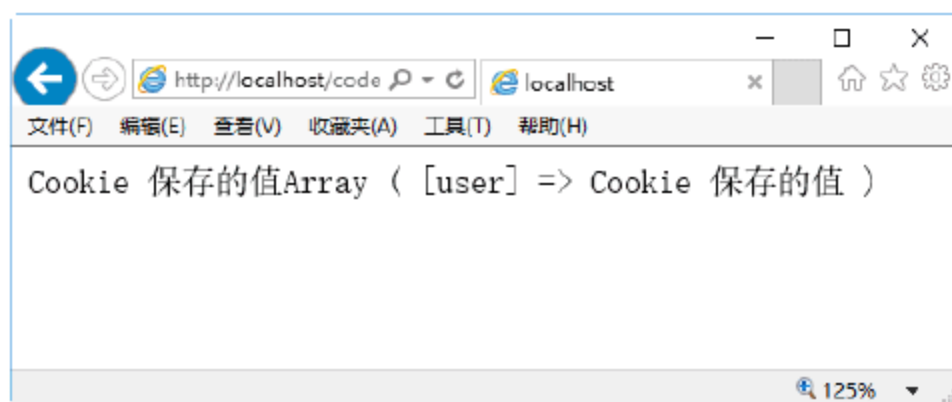 http://localhost/code localhost
文件(F) 编辑(E) 查看(V) 收藏夹(A) 工具(T) 帮助(H)
Cookie 保存的值Array ( [user] => Cookie 保存的值 )
125%